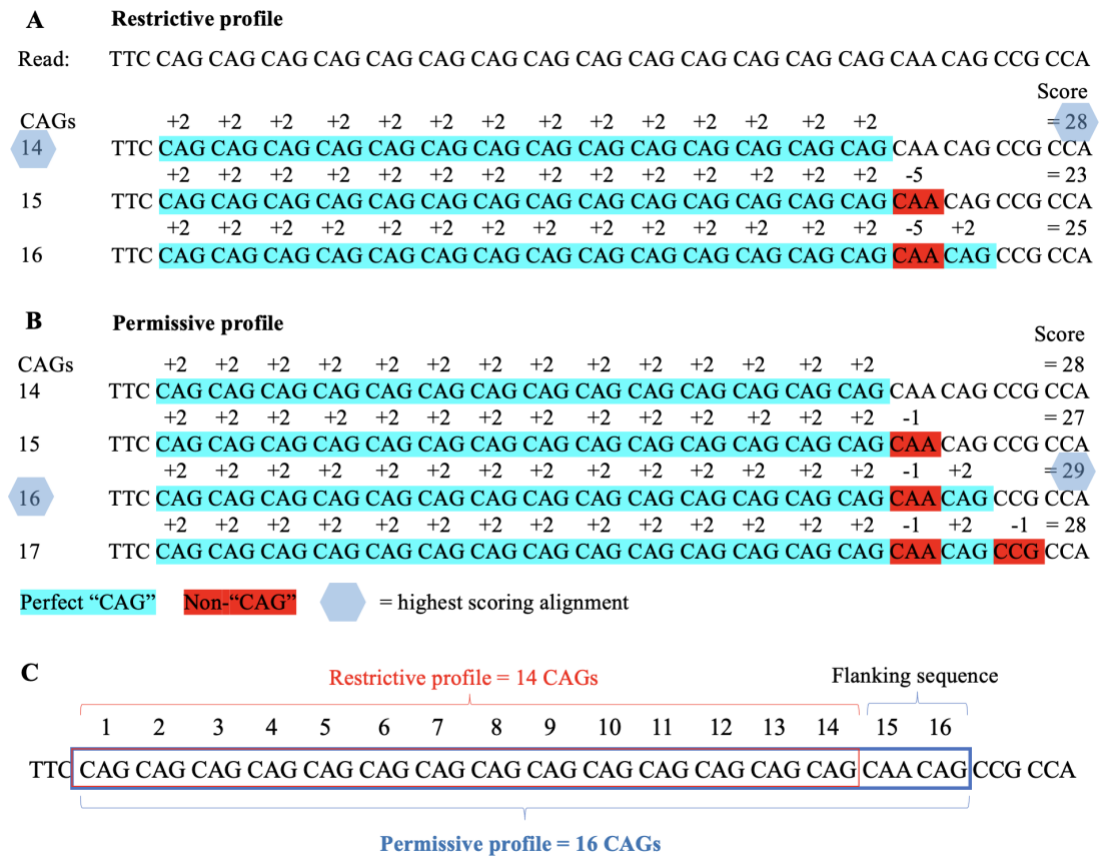 A Restrictive profile
Read: TTC CAG CAG CAG CAG CAG CAG CAG CAG CAG CAG CAG CAG CAG CAG CAA CAG CCG CCA
Score
CAGs +2 +2 +2 +2 +2 +2 +2 +2 +2 +2 +2 +2 +2 +2 = 28
14 TTC CAG CAG CAG CAG CAG CAG CAG CAG CAG CAG CAG CAG CAG CAG CAA CAG CCG CCA
+2 +2 +2 +2 +2 +2 +2 +2 +2 +2 +2 +2 +2 +2 -5 = 23
15 TTC CAG CAG CAG CAG CAG CAG CAG CAG CAG CAG CAG CAG CAG CAG CAA CAG CCG CCA
+2 +2 +2 +2 +2 +2 +2 +2 +2 +2 +2 +2 +2 +2 -5 +2 = 25
16 TTC CAG CAG CAG CAG CAG CAG CAG CAG CAG CAG CAG CAG CAG CAG CAA CAG CCG CCA
B Permissive profile
Score
CAGs +2 +2 +2 +2 +2 +2 +2 +2 +2 +2 +2 +2 +2 +2 = 28
14 TTC CAG CAG CAG CAG CAG CAG CAG CAG CAG CAG CAG CAG CAG CAG CAA CAG CCG CCA
+2 +2 +2 +2 +2 +2 +2 +2 +2 +2 +2 +2 +2 +2 -1 = 27
15 TTC CAG CAG CAG CAG CAG CAG CAG CAG CAG CAG CAG CAG CAG CAG CAA CAG CCG CCA
+2 +2 +2 +2 +2 +2 +2 +2 +2 +2 +2 +2 +2 +2 -1 +2 = 29
16 TTC CAG CAG CAG CAG CAG CAG CAG CAG CAG CAG CAG CAG CAG CAG CAA CAG CCG CCA
+2 +2 +2 +2 +2 +2 +2 +2 +2 +2 +2 +2 +2 +2 -1 +2 -1 = 28
17 TTC CAG CAG CAG CAG CAG CAG CAG CAG CAG CAG CAG CAG CAG CAG CAA CAG CCG CCA
Perfect “CAG” Non-“CAG” = highest scoring alignment
C
Restrictive profile = 14 CAGs Flanking sequence
1 2 3 4 5 6 7 8 9 10 11 12 13 14 15 16
TTC CAG CAG CAG CAG CAG CAG CAG CAG CAG CAG CAG CAG CAG CAG CAA CAG CCG CCA
Permissive profile = 16 CAGs